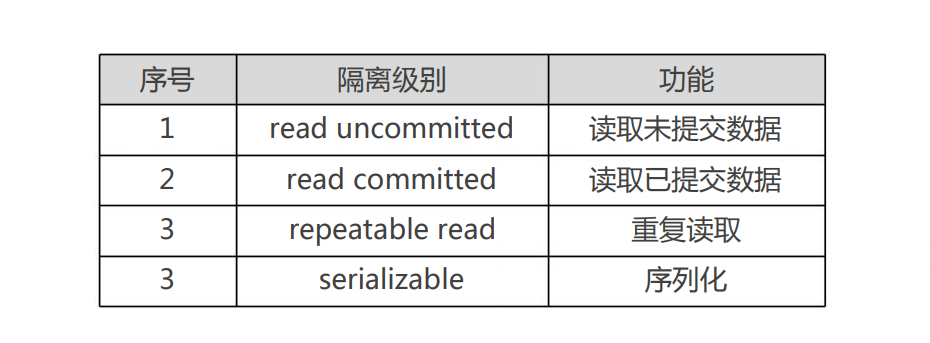 序号 隔离级别 功能
1 read uncommitted 读取未提交数据
2 read committed 读取已提交数据
3 repeatable read 重复读取
3 serializable 序列化